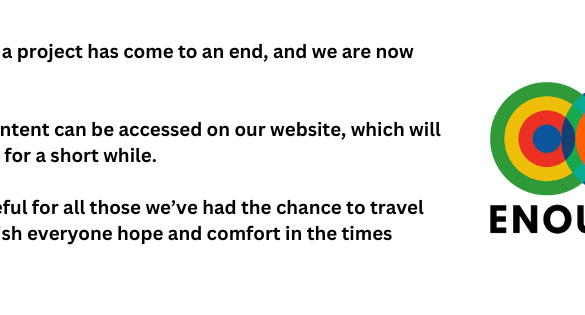 a project has come to an end, and we are now
ntent can be accessed on our website, which will
for a short while.
eful for all those we've had the chance to travel
sh everyone hope and comfort in the times
ENOU